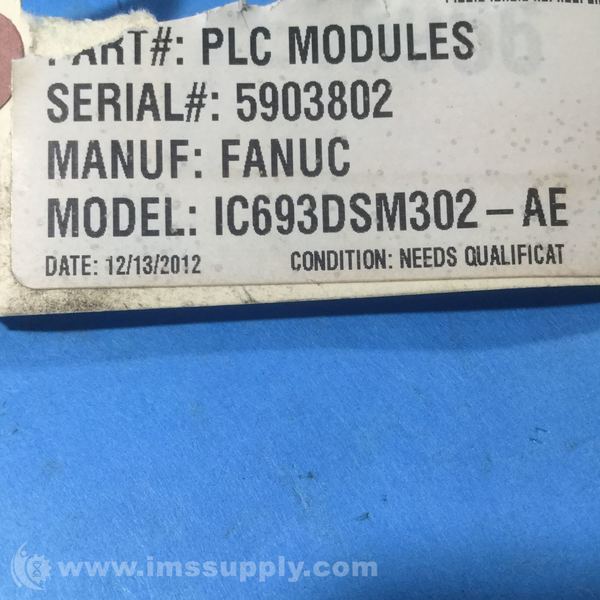 PART#: PLC MODULES
SERIAL#: 5903802
MANUF: FANUC
MODEL: IC693DSM302-AE
DATE: 12/13/2012 CONDITION: NEEDS QUALIFICAT
www.imssupply.com